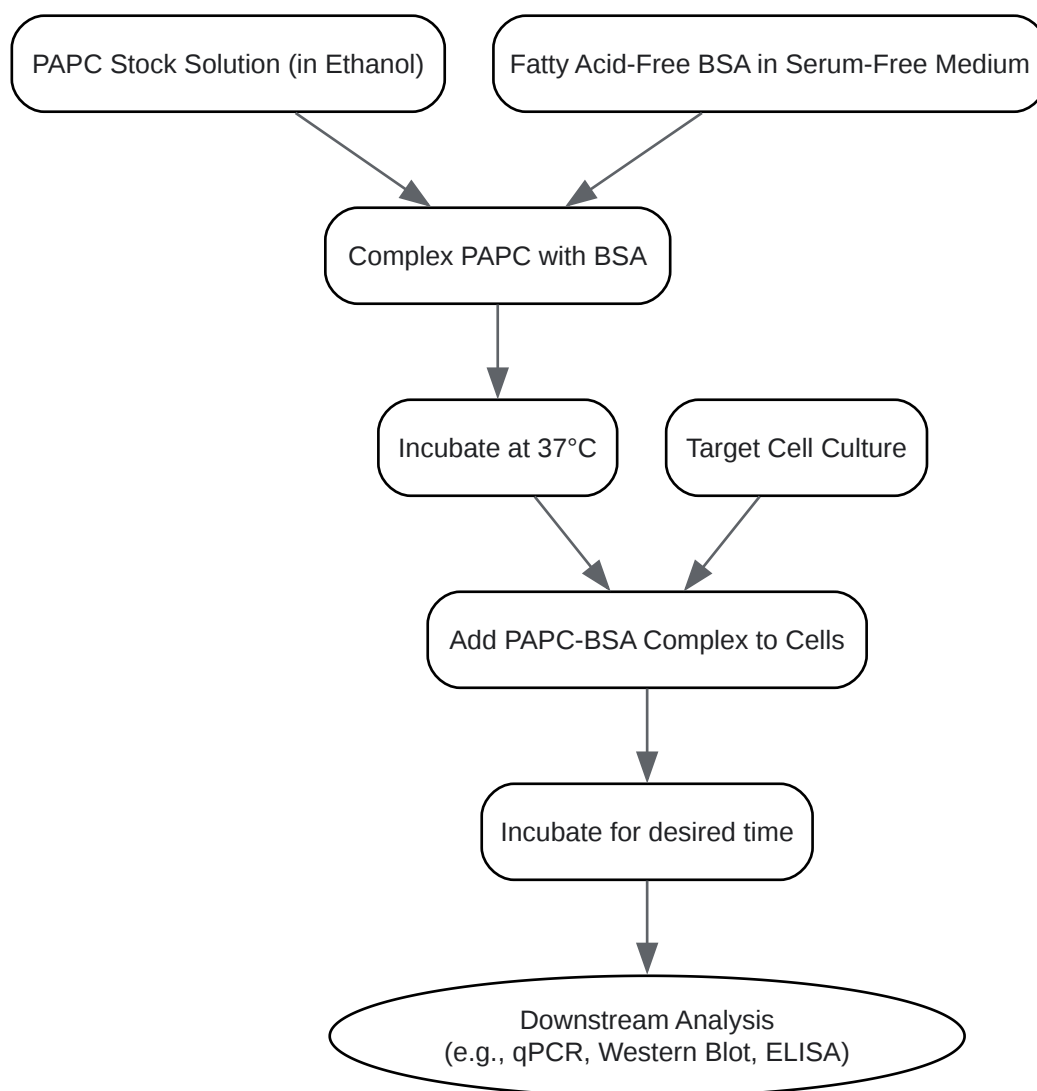 PAPC Stock Solution (in Ethanol)
Fatty Acid-Free BSA in Serum-Free Medium
Complex PAPC with BSA
Incubate at 37°C
Target Cell Culture
Add PAPC-BSA Complex to Cells
Incubate for desired time
Downstream Analysis
(e.g., qPCR, Western Blot, ELISA)